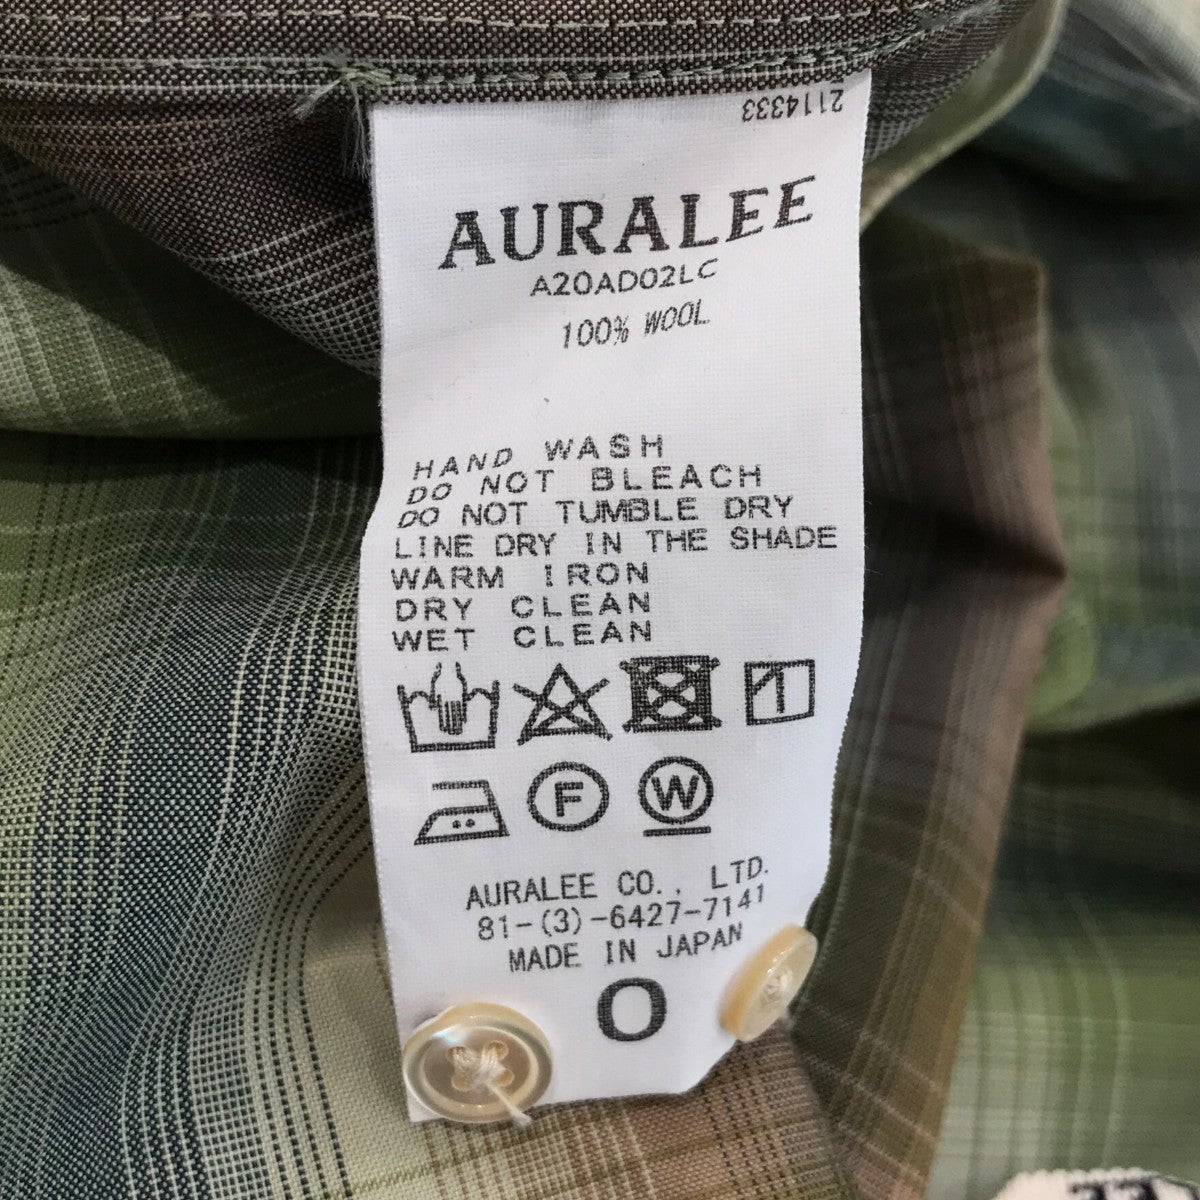 2114333
AURALEE
A20AD02LC
100% WOOL
HAND WASH
DO NOT BLEACH
DO NOT TUMBLE DRY
LINE DRY IN THE SHADE
WARM IRON
DRY CLEAN
WET CLEAN
F W
AURALEE CO., LTD.
81-(3)-6427-7141
MADE IN JAPAN
O